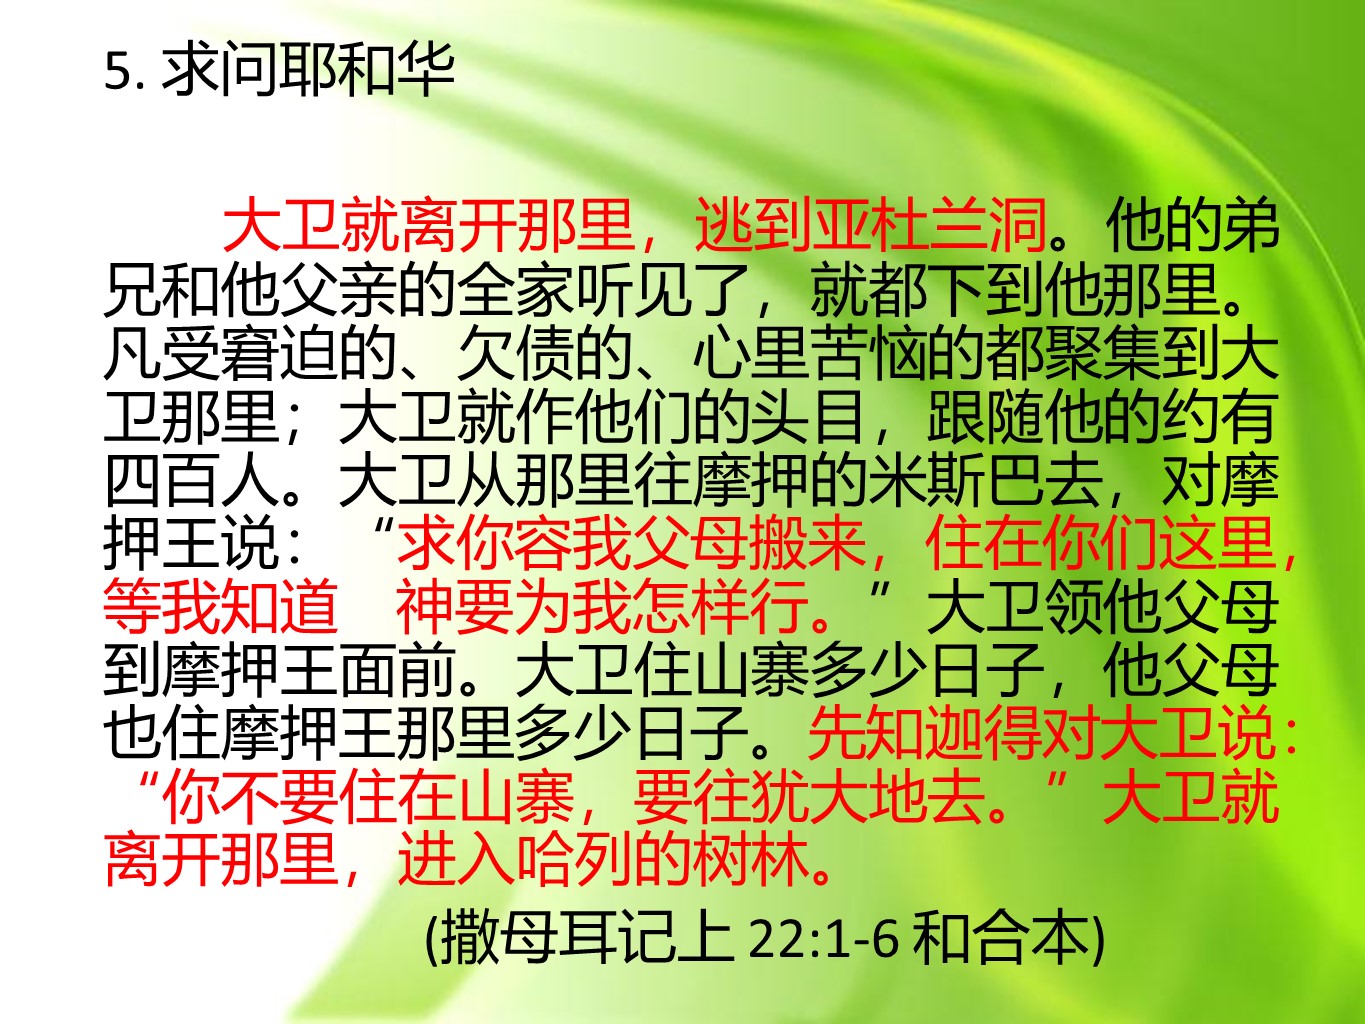 5. 求问耶和华
大卫就离开那里，逃到亚杜兰洞。他的弟
兄和他父亲的全家听见了，就都下到他那里。
凡受窘迫的、欠债的、心里苦恼的都聚集到大
卫那里；大卫就作他们的头目，跟随他的约有
四百人。大卫从那里往摩押的米斯巴去，对摩
押王说：“求你容我父母搬来，住在你们这里，
等我知道　神要为我怎样行。”大卫领他父母
到摩押王面前。大卫住山寨多少日子，他父母
也住摩押王那里多少日子。先知迦得对大卫说：
“你不要住在山寨，要往犹大地去。”大卫就
离开那里，进入哈列的树林。
(撒母耳记上 22:1-6 和合本)